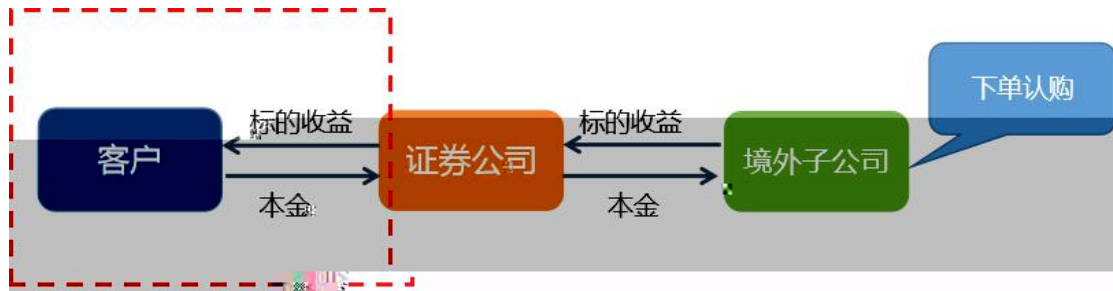 下单认购
标的收益
标的收益
客户
证券公司
境外子公司
本金
本金